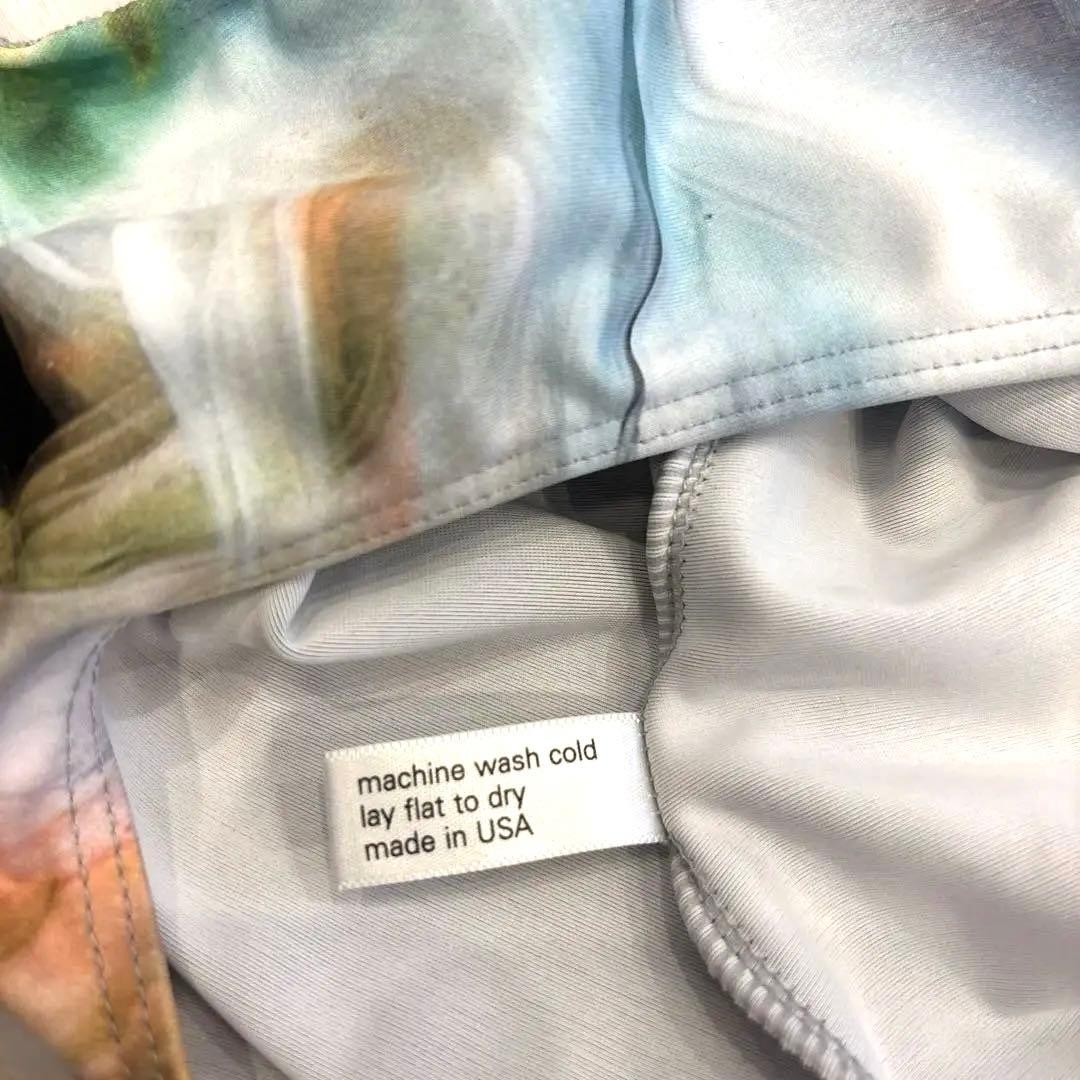 machine wash cold
lay flat to dry
made in USA